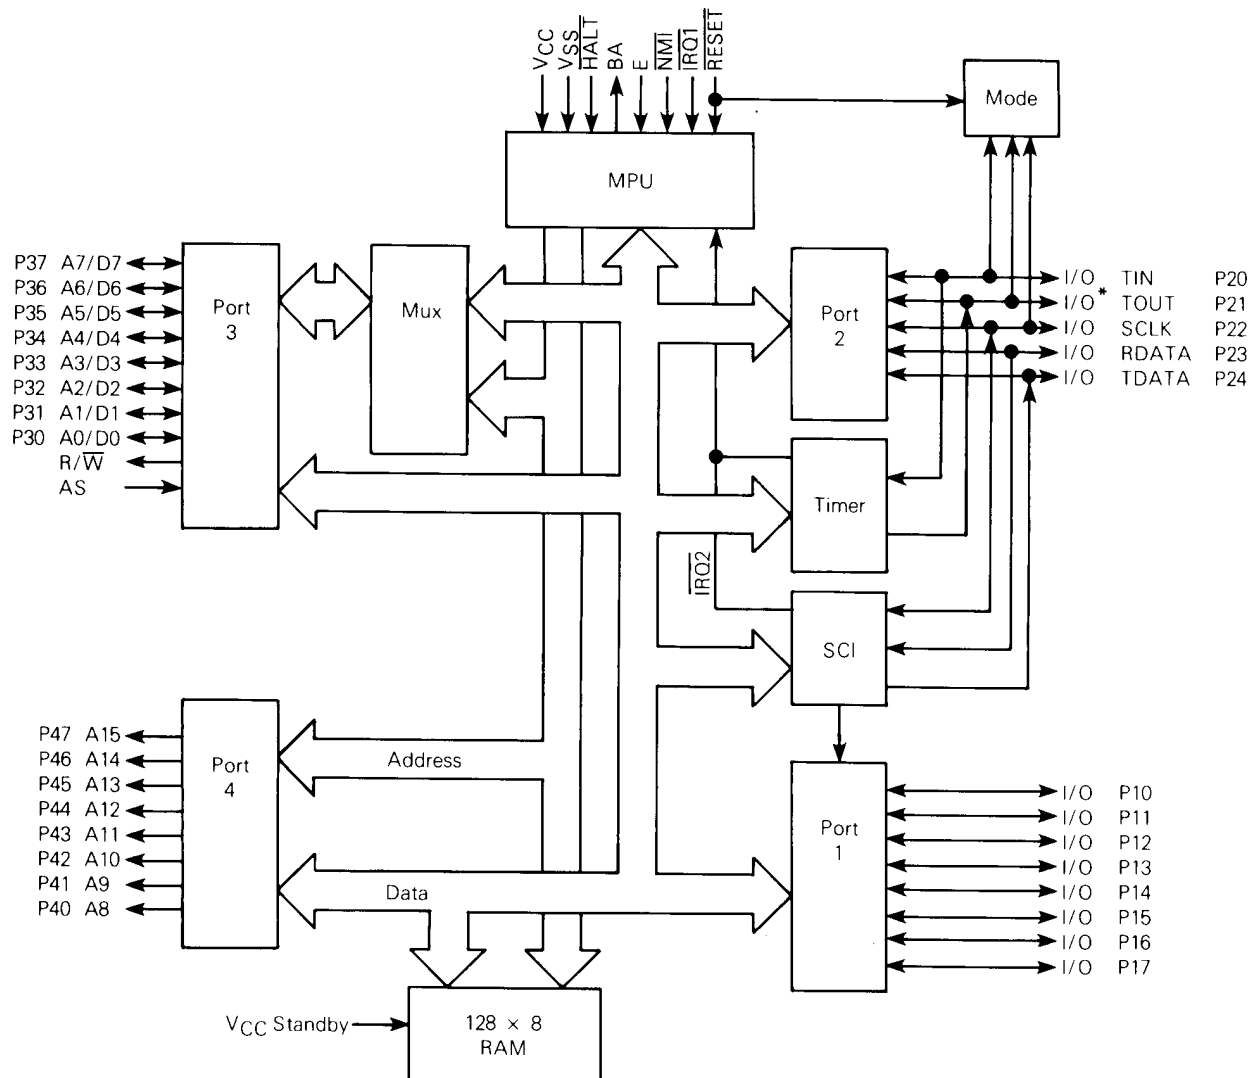 VCC
VSS
HALT
BA
E
NMI
IRQ1
RESET
Mode
MPU
P37 A7/D7
P36 A6/D6
P35 A5/D5
P34 A4/D4
P33 A3/D3
P32 A2/D2
P31 A1/D1
P30 A0/D0
R/W
AS
Port
3
Mux
Port
2
I/O TIN P20
I/O* TOUT P21
I/O SCLK P22
I/O RDATA P23
I/O TDATA P24
Timer
IRQ2
SCI
P47 A15
P46 A14
P45 A13
P44 A12
P43 A11
P42 A10
P41 A9
P40 A8
Port
4
Address
Data
Port
1
I/O P10
I/O P11
I/O P12
I/O P13
I/O P14
I/O P15
I/O P16
I/O P17
VCC Standby
128 × 8
RAM